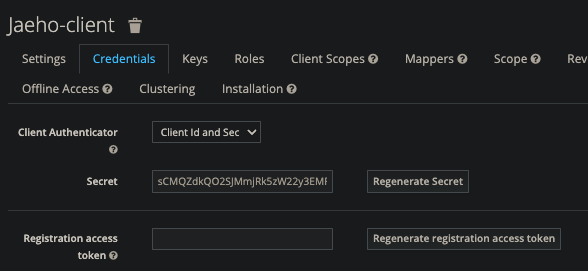 Jaeho-client
Settings Credentials Keys Roles Client Scopes Mappers Scope Rev
Offline Access Clustering Installation
Client Authenticator Client Id and Sec
Secret sCMQZdkQO2SJMmjRk5zW22y3EMF Regenerate Secret
Registration access Regenerate registration access token
token